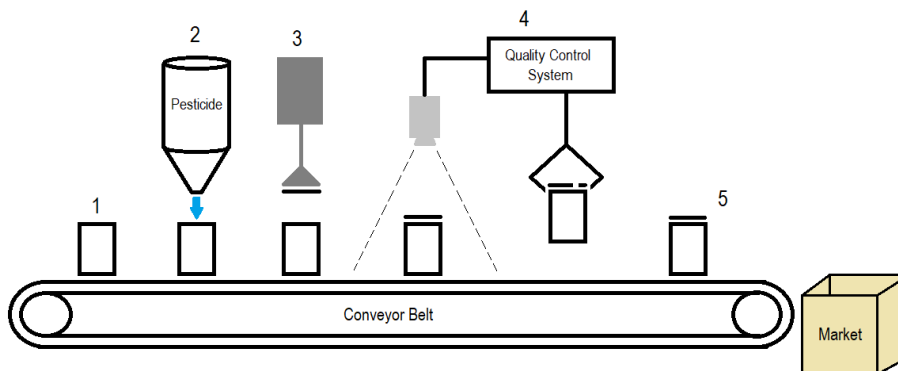 1
2
3
4
5
Pesticide
Quality Control
System
Conveyor Belt
Market